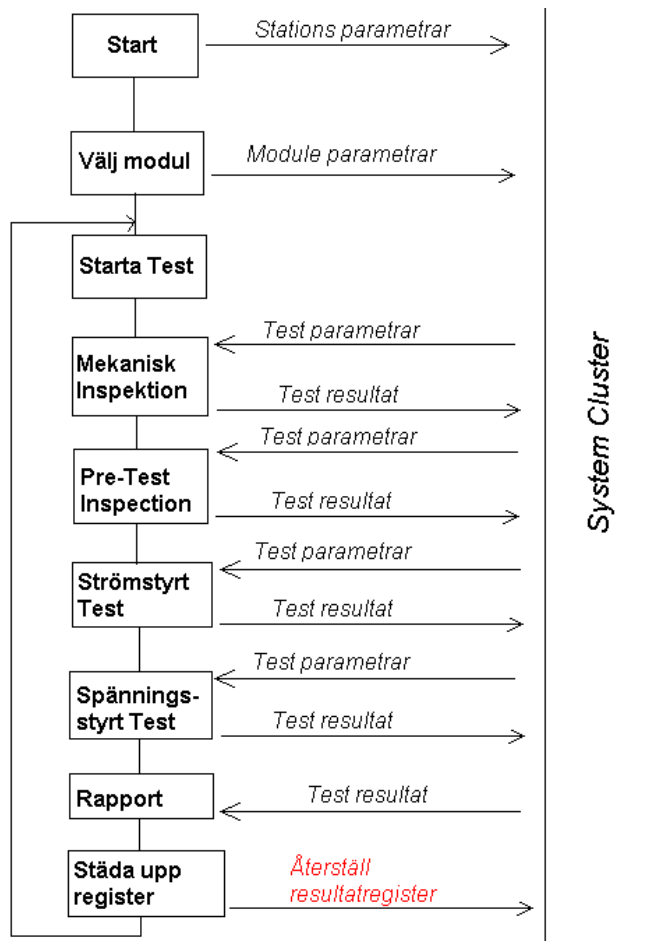 Start
Stations parametrar
Välj modul
Module parametrar
Starta Test
Test parametrar
Mekanisk
Inspektion
Test resultat
Test parametrar
Pre-Test
Inspection
Test resultat
Test parametrar
Strömstyrt
Test
Test resultat
Test parametrar
Spännings-
styrt Test
Test resultat
Rapport
Test resultat
Städa upp
register
Återställ
resultatregister
System Cluster